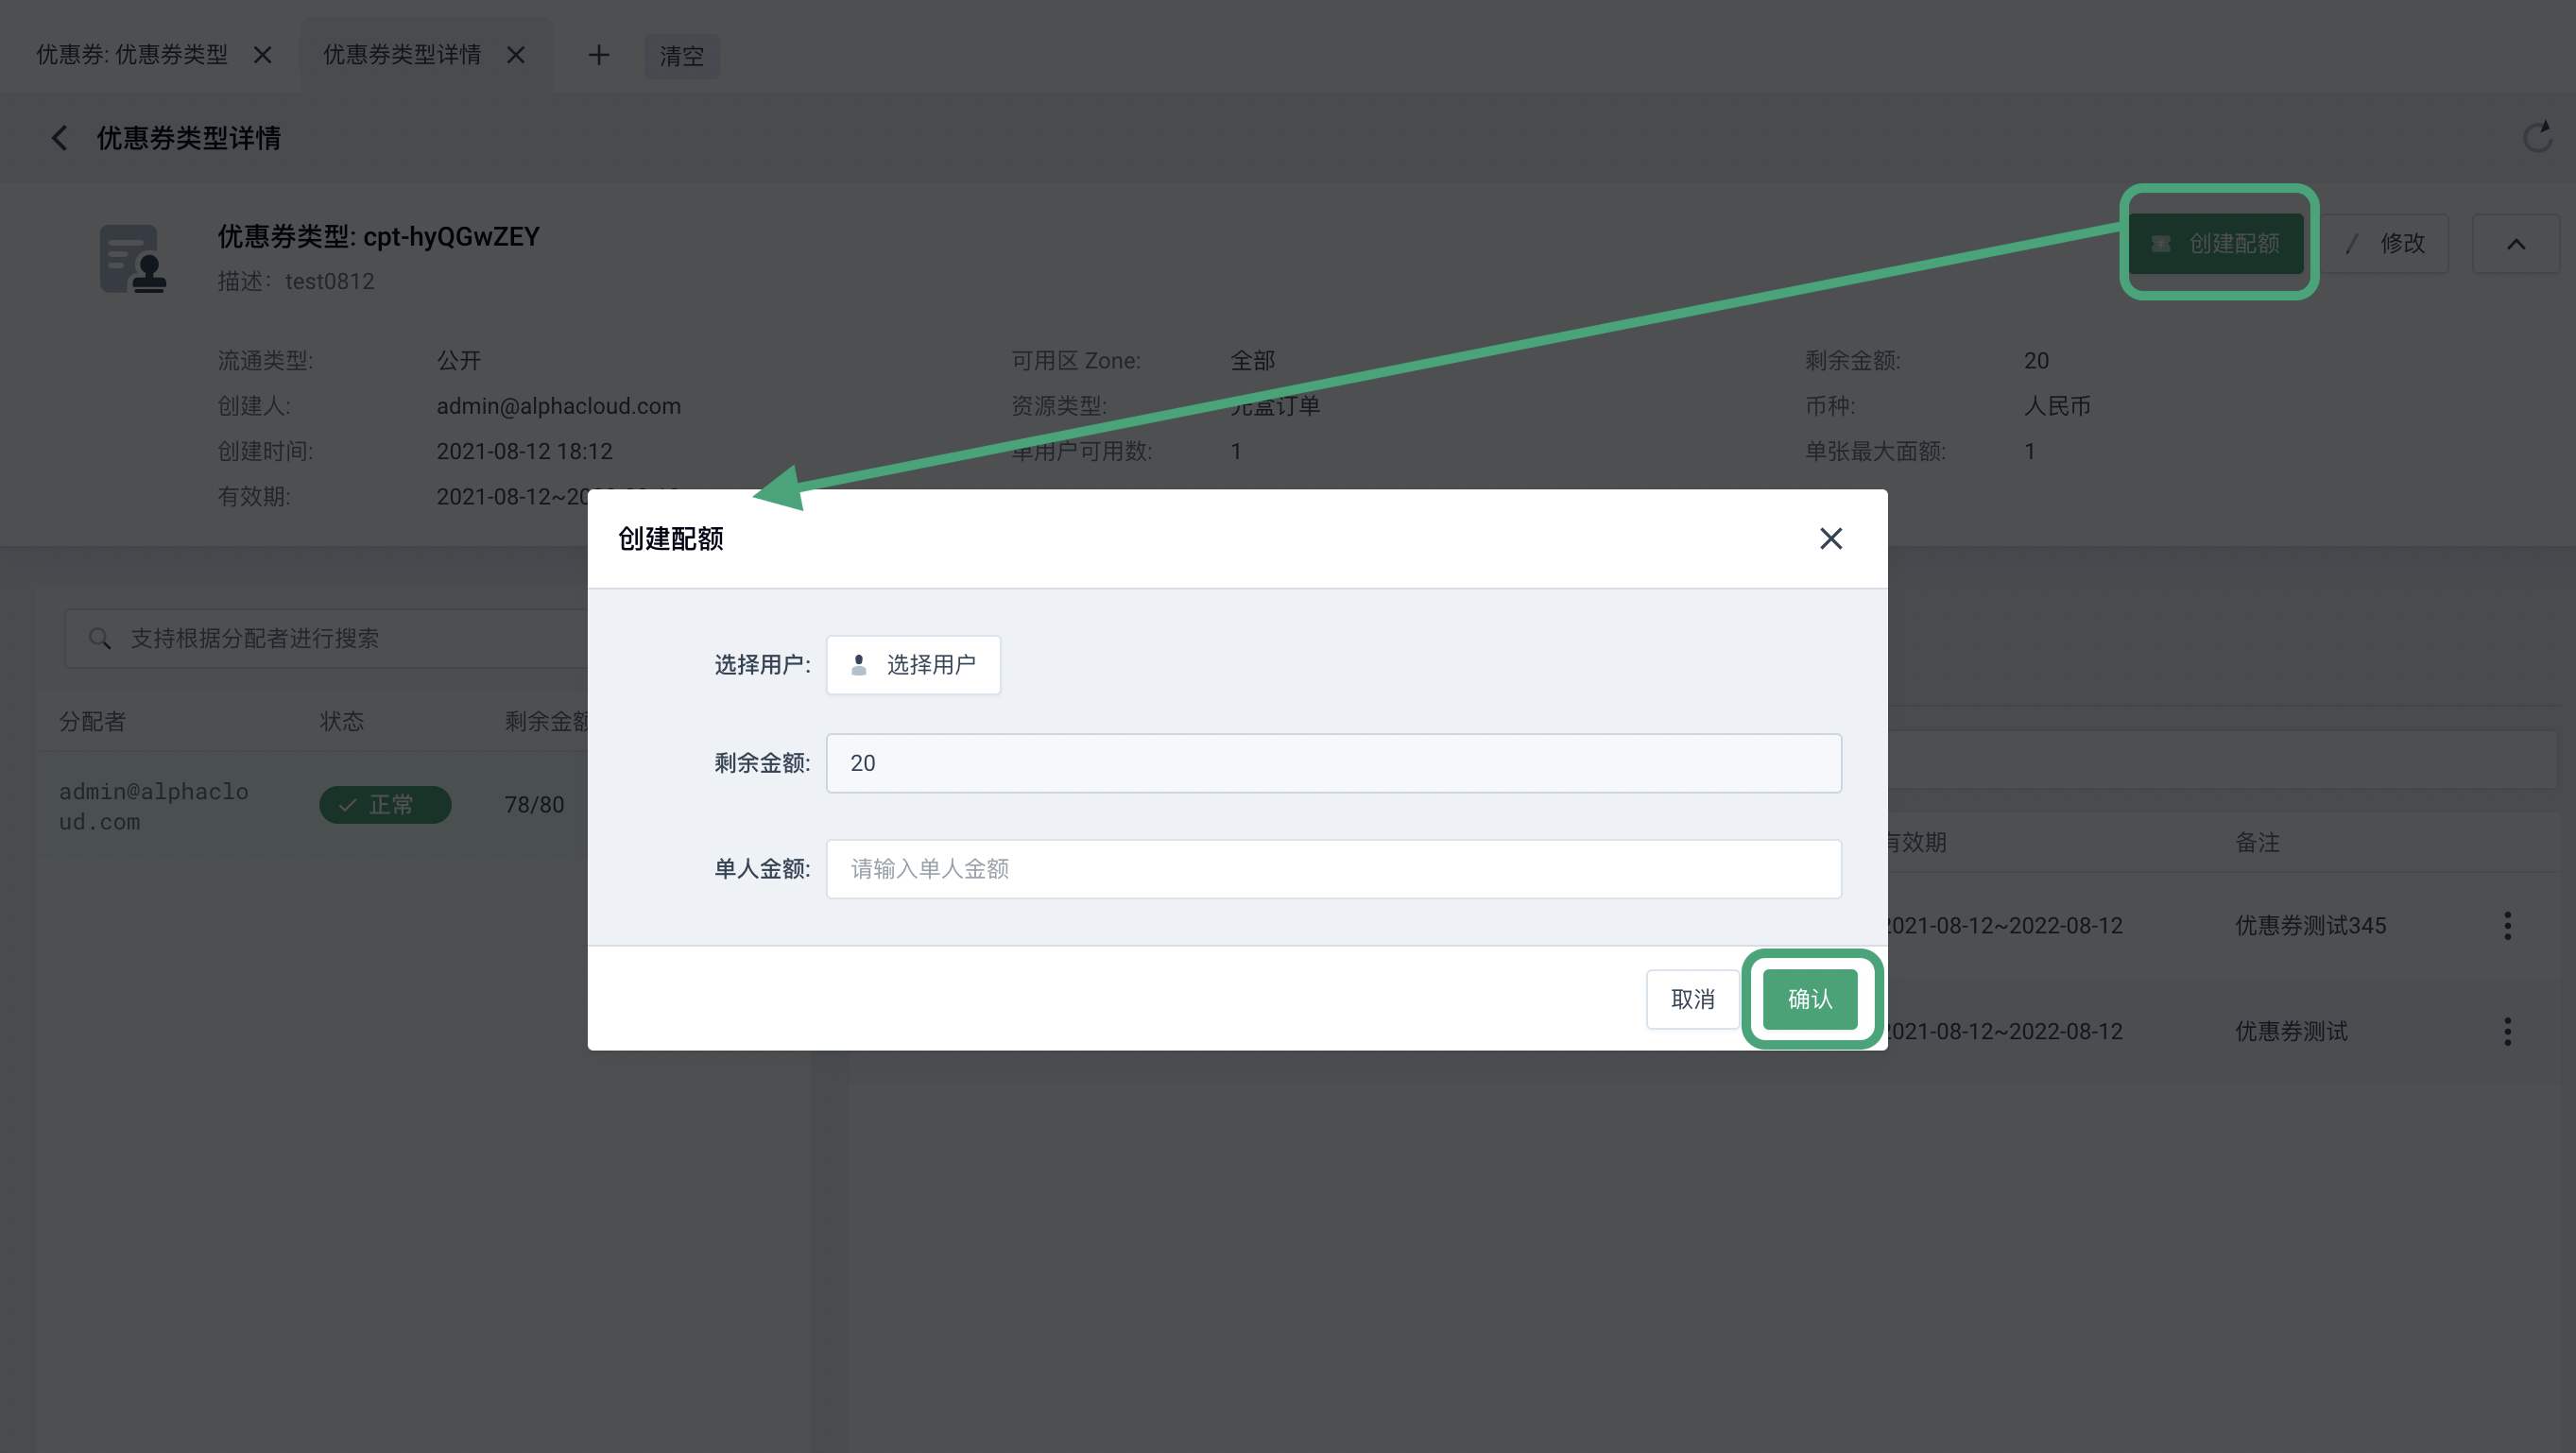 优惠券: 优惠券类型
优惠券类型详情
清空
优惠券类型详情
优惠券类型: cpt-hyQGwZEY
描述: test0812
创建配额
修改
流通类型: 公开
可用区 Zone: 全部
剩余金额: 20
创建人: admin@alphacloud.com
资源类型:
订单
币种: 人民币
创建时间: 2021-08-12 18:12
单用户可用数: 1
单张最大面额: 1
有效期: 2021-08-12~20
创建配额
支持根据分配者进行搜索
选择用户: 选择用户
分配者 状态 剩余金额
剩余金额: 20
admin@alphaclo
ud.com
正常
78/80
单人金额: 请输入单人金额
有效期 备注
2021-08-12~2022-08-12 优惠券测试345
取消 确认
2021-08-12~2022-08-12 优惠券测试